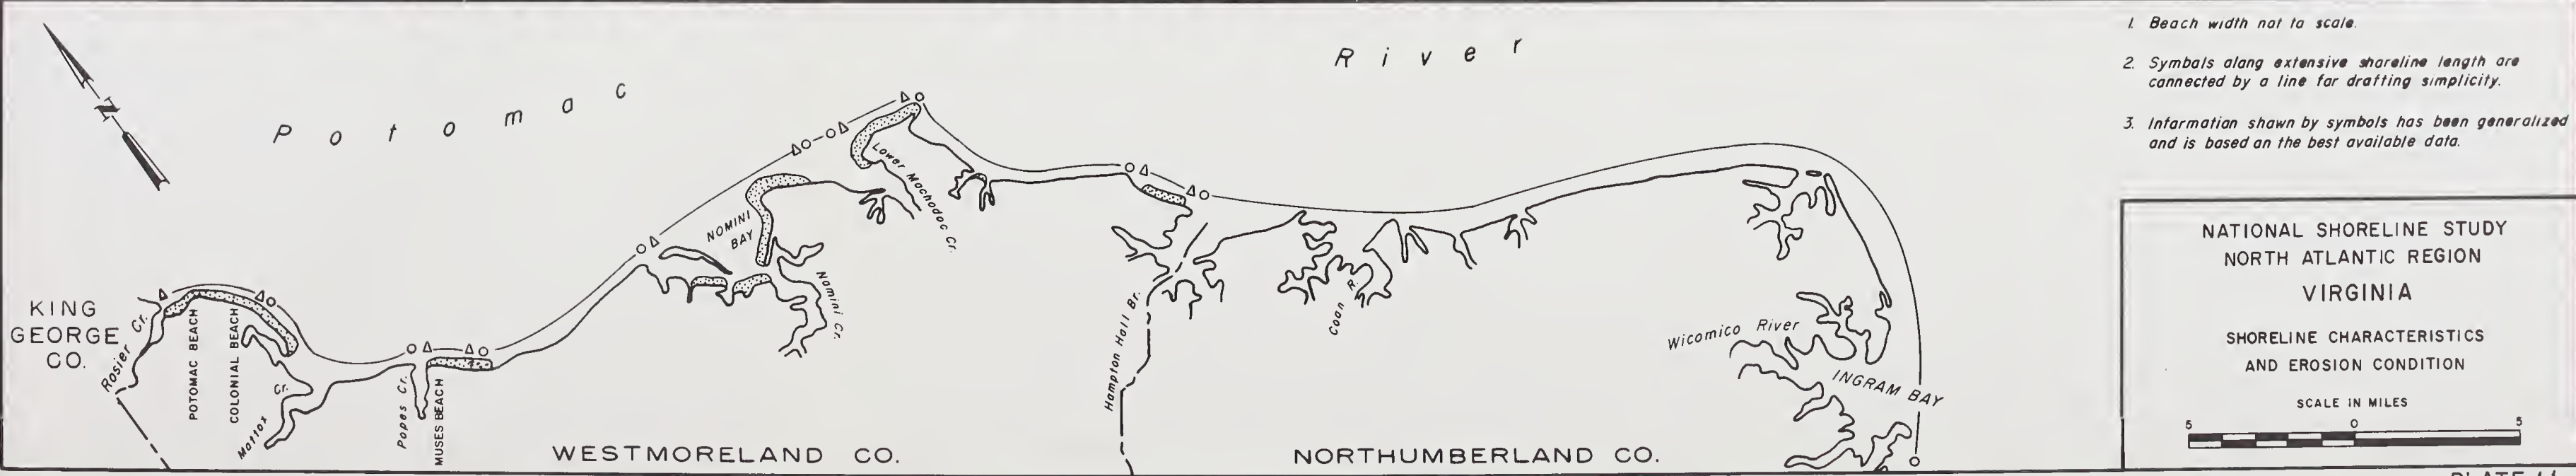 Potomac River
N
KING
GEORGE
CO.
Rosier Cr.
POTOMAC BEACH
COLONIAL BEACH
Mattox Cr.
Popes Cr.
MUSES BEACH
NOMINI
BAY
Nomini Cr.
Lower Machodoc Cr.
WESTMORELAND CO.
Hampton Hall Br.
Coan R.
NORTHUMBERLAND CO.
Wicomico River
INGRAM BAY
1. Beach width not to scale.
2. Symbols along extensive shoreline length are
connected by a line for drafting simplicity.
3. Information shown by symbols has been generalized
and is based on the best available data.
NATIONAL SHORELINE STUDY
NORTH ATLANTIC REGION
VIRGINIA
SHORELINE CHARACTERISTICS
AND EROSION CONDITION
SCALE IN MILES
5 0 5